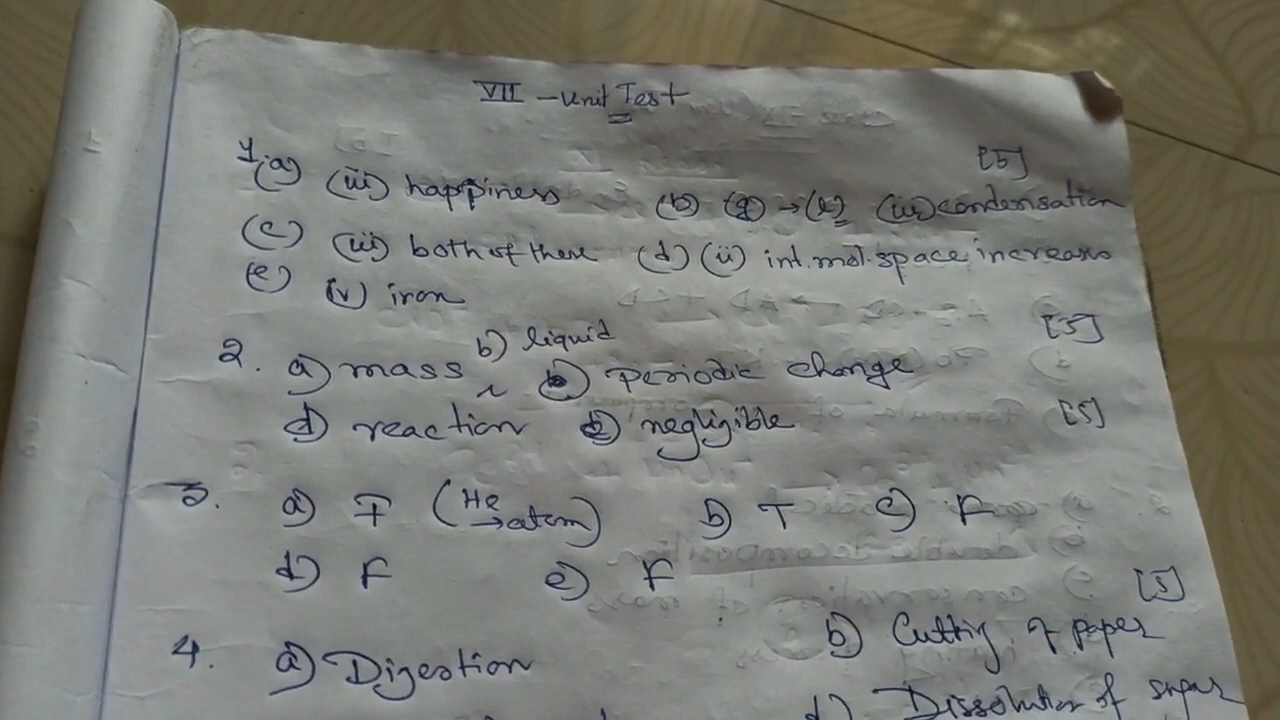 VII - Unit Test
[5]
1.(a) (iii) happiness (b) (g) → (l) (iii) condensation
(c) (iii) both of these (d) (ii) int. mol. space increases
(e) (v) iron
[5]
2. a) mass b) liquid c) Periodic change
d) reaction e) negligible [5]
3. a) F (He → atom) b) T c) F
d) F e) F [5]
4. a) Digestion b) Cutting of paper
d) Dissolution of sugar